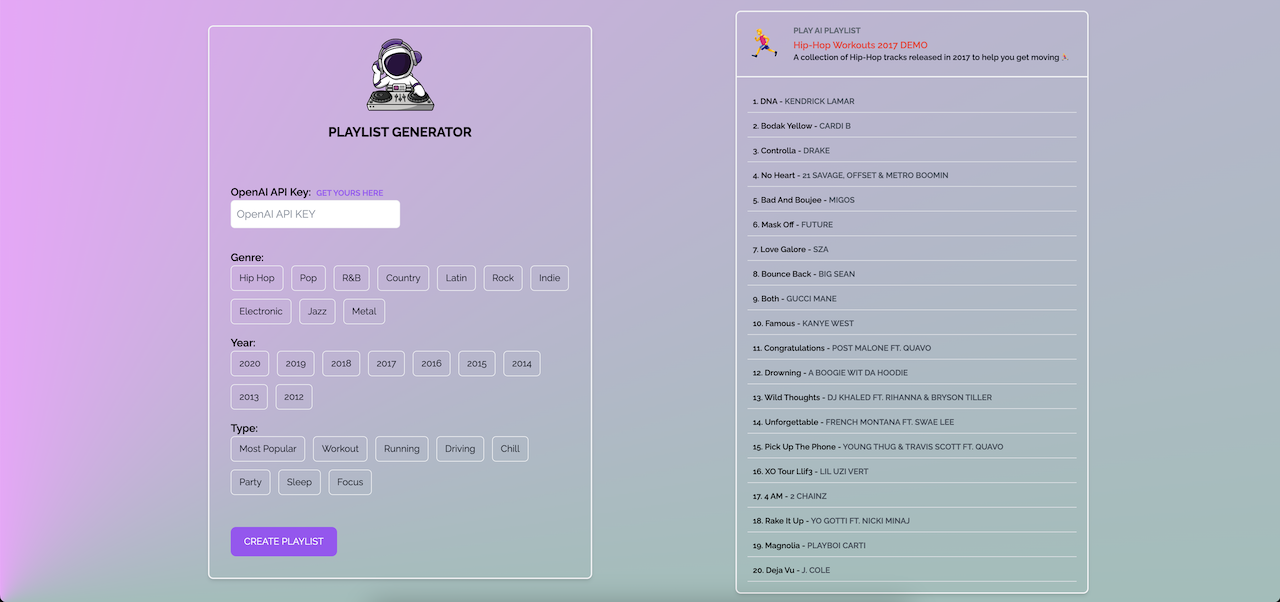 PLAYLIST GENERATOR
OpenAI API Key: GET YOURS HERE
OpenAI API KEY
Genre:
Hip Hop Pop R&B Country Latin Rock Indie
Electronic Jazz Metal
Year:
2020 2019 2018 2017 2016 2015 2014
2013 2012
Type:
Most Popular Workout Running Driving Chill
Party Sleep Focus
CREATE PLAYLIST
PLAY AI PLAYLIST
Hip-Hop Workouts 2017 DEMO
A collection of Hip-Hop tracks released in 2017 to help you get moving
1. DNA - KENDRICK LAMAR
2. Bodak Yellow - CARDI B
3. Controlla - DRAKE
4. No Heart - 21 SAVAGE, OFFSET & METRO BOOMIN
5. Bad And Boujee - MIGOS
6. Mask Off - FUTURE
7. Love Galore - SZA
8. Bounce Back - BIG SEAN
9. Both - GUCCI MANE
10. Famous - KANYE WEST
11. Congratulations - POST MALONE FT. QUAVO
12. Drowning - A BOOGIE WIT DA HOODIE
13. Wild Thoughts - DJ KHALED FT. RIHANNA & BRYSON TILLER
14. Unforgettable - FRENCH MONTANA FT. SWAE LEE
15. Pick Up The Phone - YOUNG THUG & TRAVIS SCOTT FT. QUAVO
16. XO Tour Llif3 - LIL UZI VERT
17. 4 AM - 2 CHAINZ
18. Rake It Up - YO GOTTI FT. NICKI MINAJ
19. Magnolia - PLAYBOI CARTI
20. Deja Vu - J. COLE